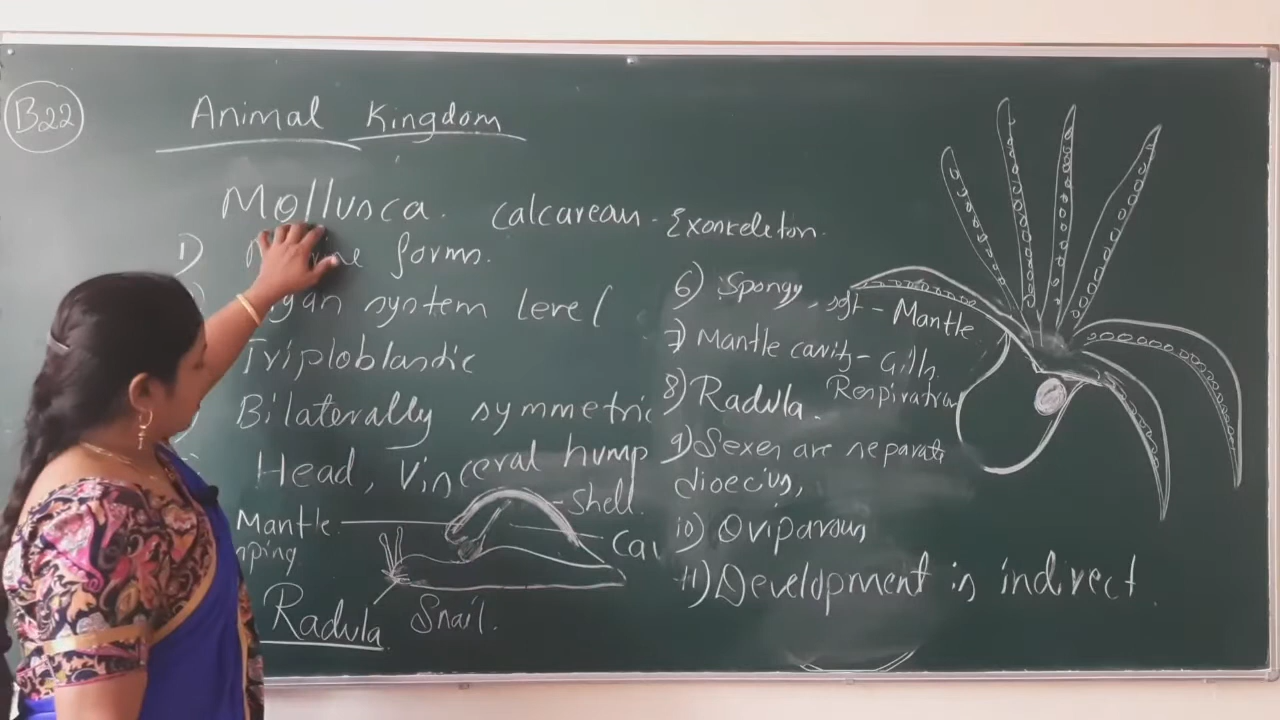 B22
Animal Kingdom
Mollusca. Calcarean - Exoskeleton.
1) forms.
system level
Triploblastic
Bilaterally symmetric
Head, Visceral hump
Shell
Mantle
Radula
Snail.
6) Spongy, soft - Mantle
7) Mantle cavity - Gills
Respiration
8) Radula.
9) Sexes are separate
dioecius,
10) Oviparous
11) Development is indirect.